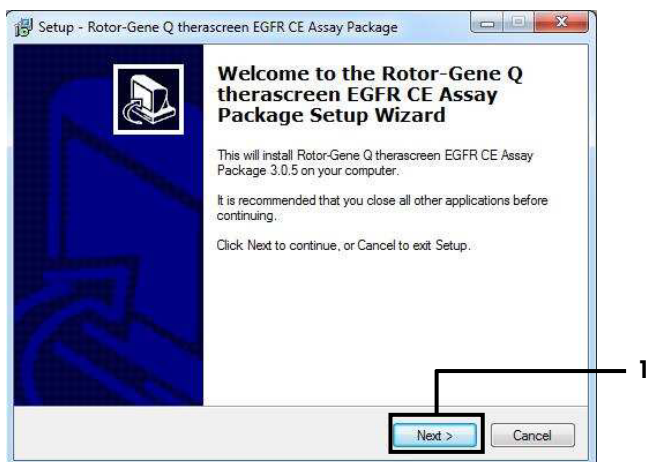 Setup - Rotor-Gene Q therascreen EGFR CE Assay Package
Welcome to the Rotor-Gene Q
therascreen EGFR CE Assay
Package Setup Wizard
This will install Rotor-Gene Q therascreen EGFR CE Assay
Package 3.0.5 on your computer.
It is recommended that you close all other applications before
continuing.
Click Next to continue, or Cancel to exit Setup.
1
Next >
Cancel